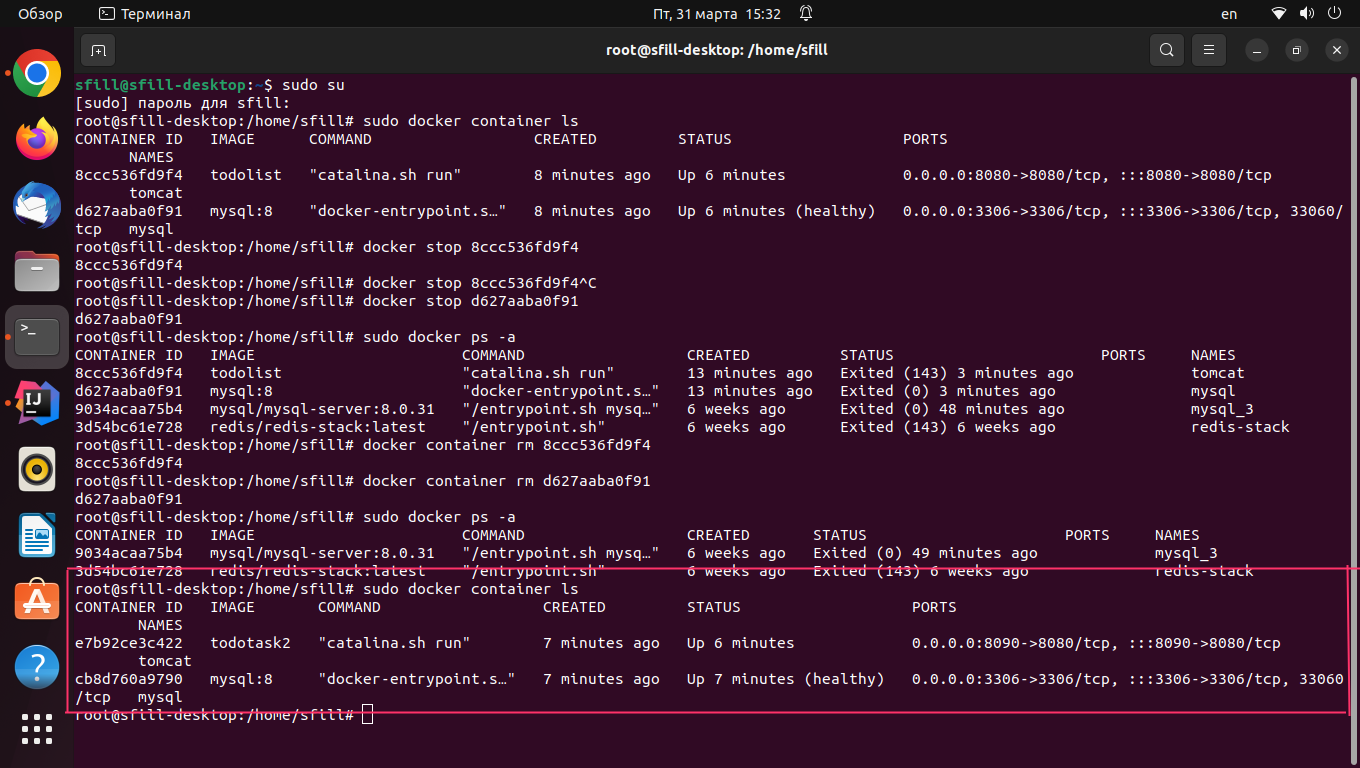 Обзор
Терминал
Пт, 31 марта 15:32
en
root@sfill-desktop: /home/sfill
sfill@sfill-desktop:~$ sudo su
[sudo] пароль для sfill:
root@sfill-desktop:/home/sfill# sudo docker container ls
CONTAINER ID   IMAGE      COMMAND                  CREATED         STATUS                   PORTS
      NAMES
8ccc536fd9f4   todolist   "catalina.sh run"        8 minutes ago   Up 6 minutes             0.0.0.0:8080->8080/tcp, :::8080->8080/tcp
      tomcat
d627aaba0f91   mysql:8    "docker-entrypoint.s…"   8 minutes ago   Up 6 minutes (healthy)   0.0.0.0:3306->3306/tcp, :::3306->3306/tcp, 33060/
tcp   mysql
root@sfill-desktop:/home/sfill# docker stop 8ccc536fd9f4
8ccc536fd9f4
root@sfill-desktop:/home/sfill# docker stop 8ccc536fd9f4^C
root@sfill-desktop:/home/sfill# docker stop d627aaba0f91
d627aaba0f91
root@sfill-desktop:/home/sfill# sudo docker ps -a
CONTAINER ID   IMAGE                       COMMAND                  CREATED          STATUS                       PORTS     NAMES
8ccc536fd9f4   todolist                    "catalina.sh run"        13 minutes ago   Exited (143) 3 minutes ago             tomcat
d627aaba0f91   mysql:8                     "docker-entrypoint.s…"   13 minutes ago   Exited (0) 3 minutes ago               mysql
9034acaa75b4   mysql/mysql-server:8.0.31   "/entrypoint.sh mysq…"   6 weeks ago      Exited (0) 48 minutes ago              mysql_3
3d54bc61e728   redis/redis-stack:latest    "/entrypoint.sh"         6 weeks ago      Exited (143) 6 weeks ago               redis-stack
root@sfill-desktop:/home/sfill# docker container rm 8ccc536fd9f4
8ccc536fd9f4
root@sfill-desktop:/home/sfill# docker container rm d627aaba0f91
d627aaba0f91
root@sfill-desktop:/home/sfill# sudo docker ps -a
CONTAINER ID   IMAGE                       COMMAND                  CREATED       STATUS                      PORTS     NAMES
9034acaa75b4   mysql/mysql-server:8.0.31   "/entrypoint.sh mysq…"   6 weeks ago   Exited (0) 49 minutes ago             mysql_3
3d54bc61e728   redis/redis-stack:latest    "/entrypoint.sh"         6 weeks ago   Exited (143) 6 weeks ago              redis-stack
root@sfill-desktop:/home/sfill# sudo docker container ls
CONTAINER ID   IMAGE       COMMAND                  CREATED         STATUS                   PORTS
       NAMES
e7b92ce3c422   todotask2   "catalina.sh run"        7 minutes ago   Up 6 minutes             0.0.0.0:8090->8080/tcp, :::8090->8080/tcp
       tomcat
cb8d760a9790   mysql:8     "docker-entrypoint.s…"   7 minutes ago   Up 7 minutes (healthy)   0.0.0.0:3306->3306/tcp, :::3306->3306/tcp, 33060
/tcp   mysql
root@sfill-desktop:/home/sfill#